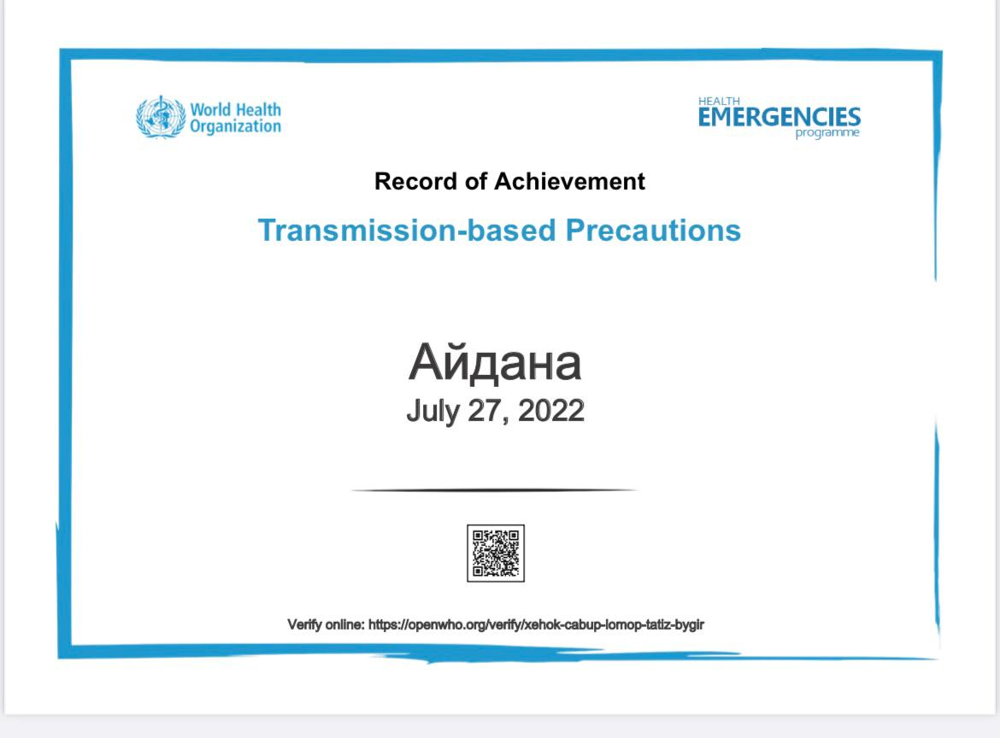 World Health
Organization
HEALTH
EMERGENCIES
programme
Record of Achievement
Transmission-based Precautions
Айдана
July 27, 2022
Verify online: https://openwho.org/verify/xehok-cabup-lomop-tatiz-bygir